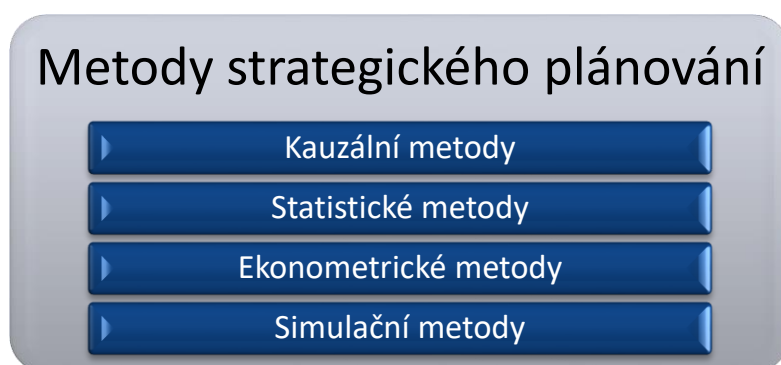 Metody strategického plánování
Kauzální metody
Statistické metody
Ekonometrické metody
Simulační metody